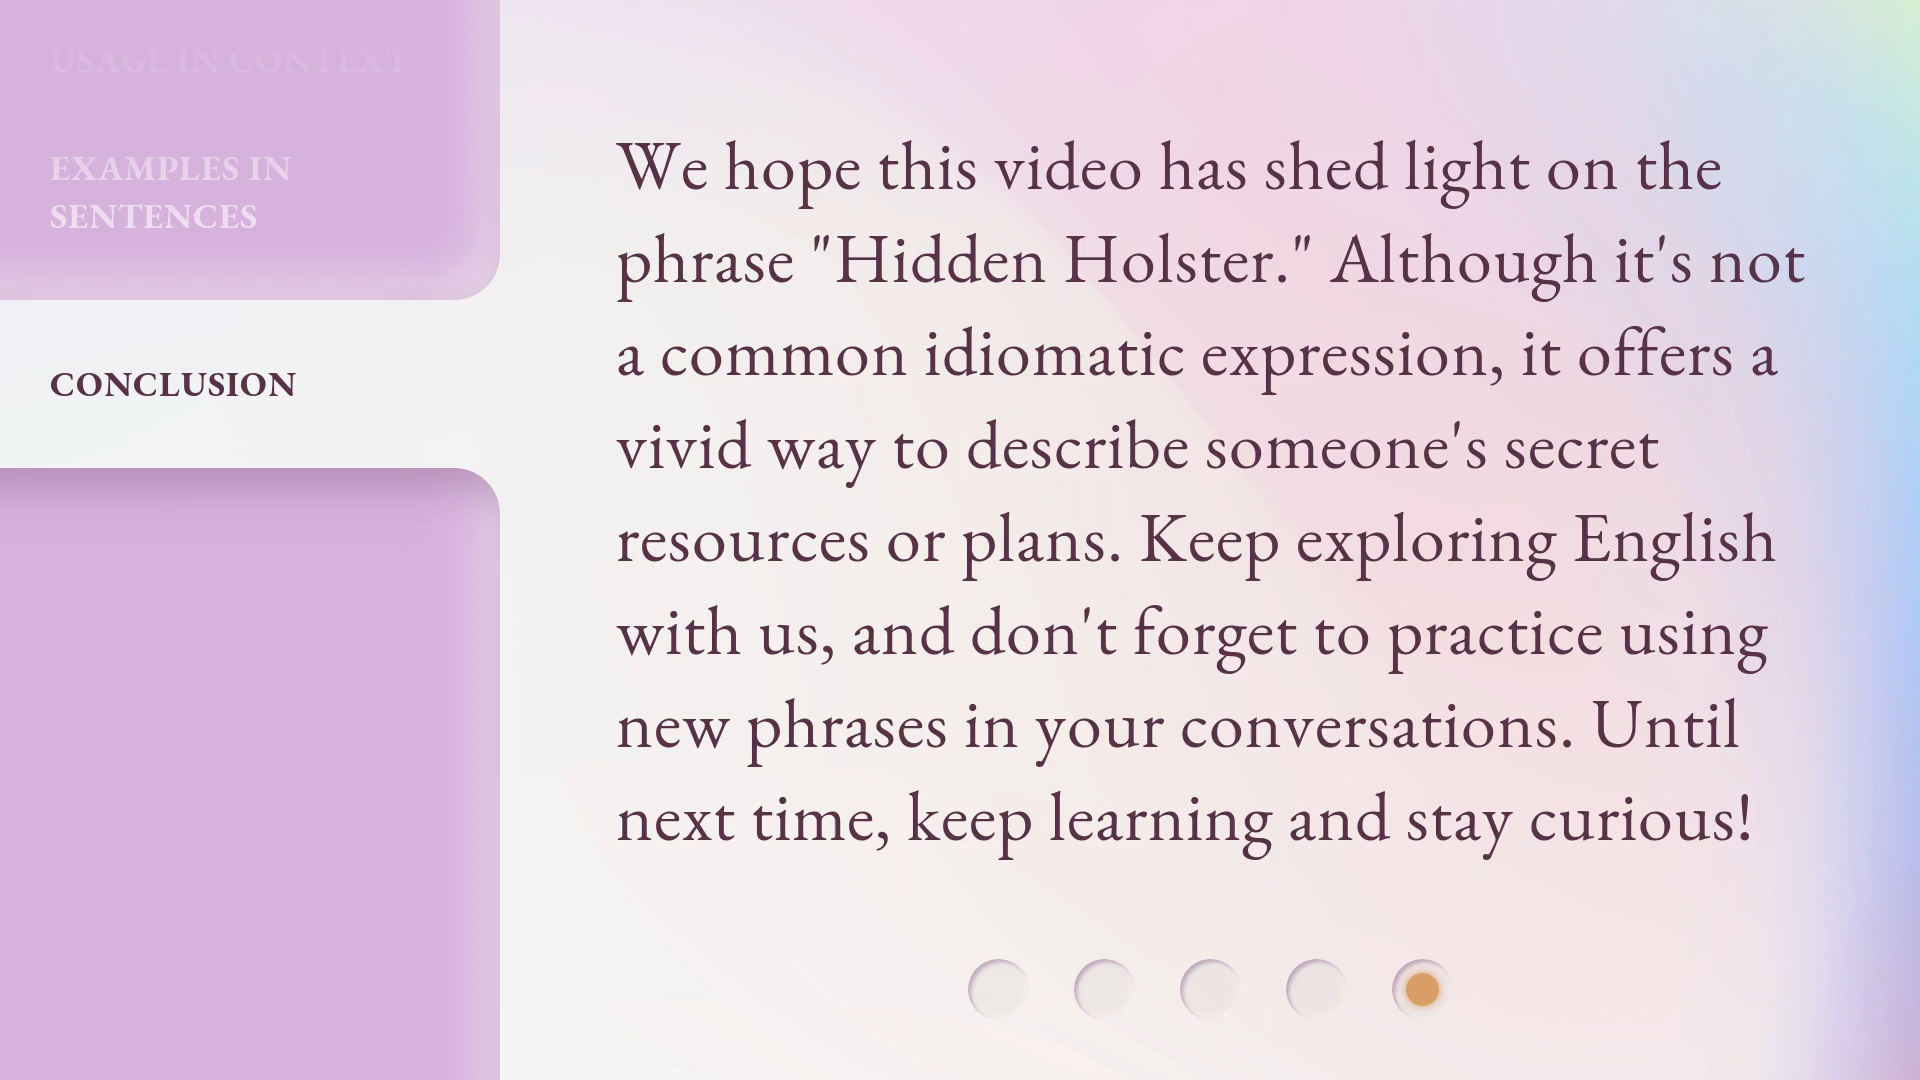 USAGE IN CONTEXT
EXAMPLES IN
SENTENCES
CONCLUSION
We hope this video has shed light on the
phrase "Hidden Holster." Although it's not
a common idiomatic expression, it offers a
vivid way to describe someone's secret
resources or plans. Keep exploring English
with us, and don't forget to practice using
new phrases in your conversations. Until
next time, keep learning and stay curious!